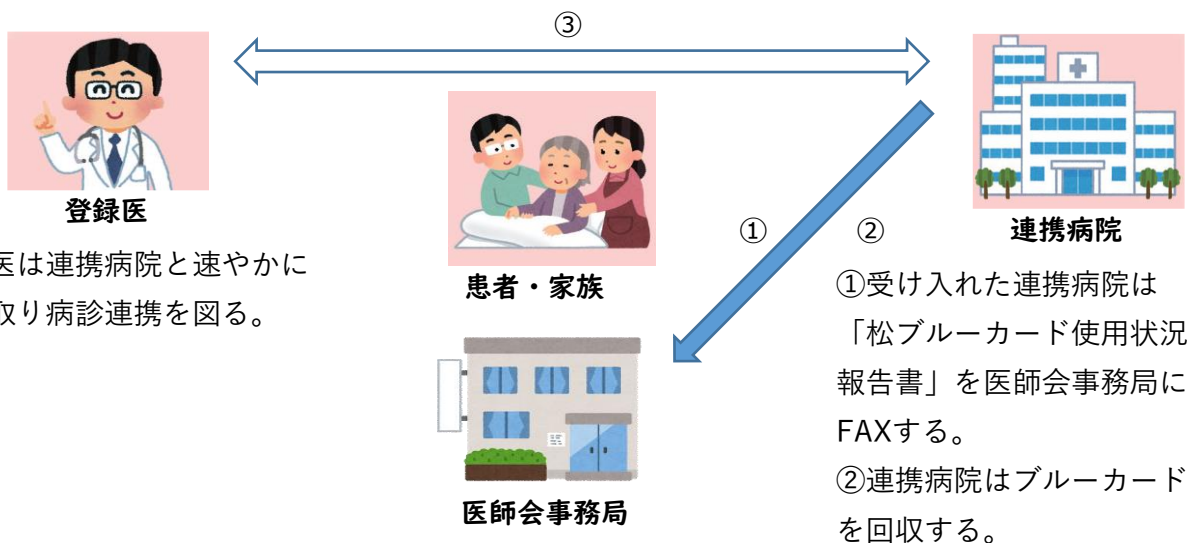 ③
登録医
医は連携病院と速やかに
取り病診連携を図る。
患者・家族
医師会事務局
①
②
連携病院
①受け入れた連携病院は
「松ブルーカード使用状況
報告書」を医師会事務局に
FAXする。
②連携病院はブルーカード
を回収する。